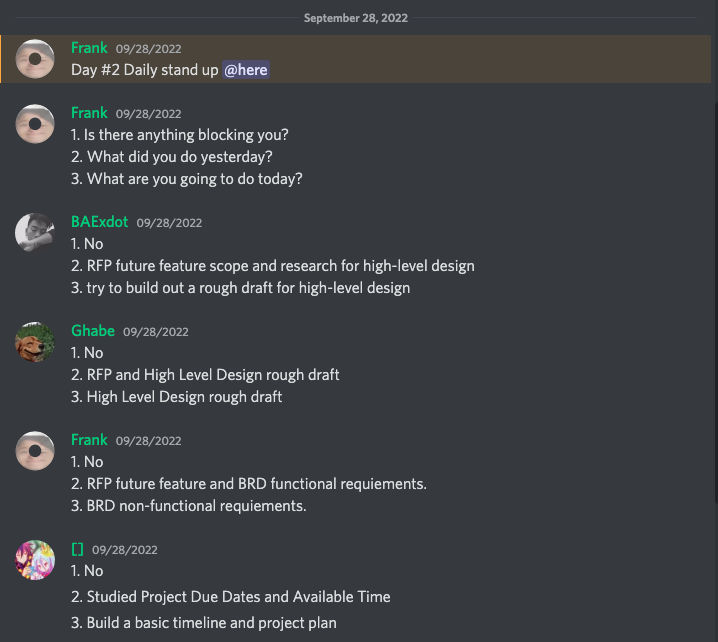 September 28, 2022
Frank 09/28/2022
Day #2 Daily stand up @here
Frank 09/28/2022
1. Is there anything blocking you?
2. What did you do yesterday?
3. What are you going to do today?
BAExdot 09/28/2022
1. No
2. RFP future feature scope and research for high-level design
3. try to build out a rough draft for high-level design
Ghabe 09/28/2022
1. No
2. RFP and High Level Design rough draft
3. High Level Design rough draft
Frank 09/28/2022
1. No
2. RFP future feature and BRD functional requiements.
3. BRD non-functional requiements.
[] 09/28/2022
1. No
2. Studied Project Due Dates and Available Time
3. Build a basic timeline and project plan